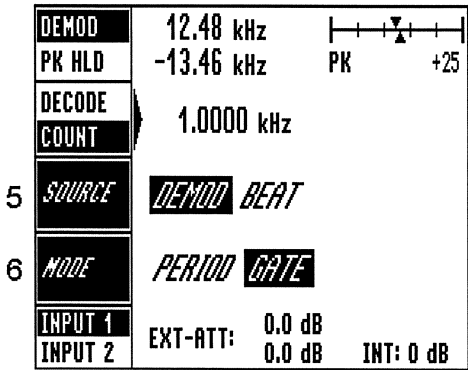 DEMOD 12.48 kHz
PK HLD -13.46 kHz PK +25
DECODE
COUNT 1.0000 kHz
5 SOURCE DEMOD BEAT
6 MODE PERIOD GATE
INPUT 1 EXT-ATT: 0.0 dB
INPUT 2 0.0 dB INT: 0 dB